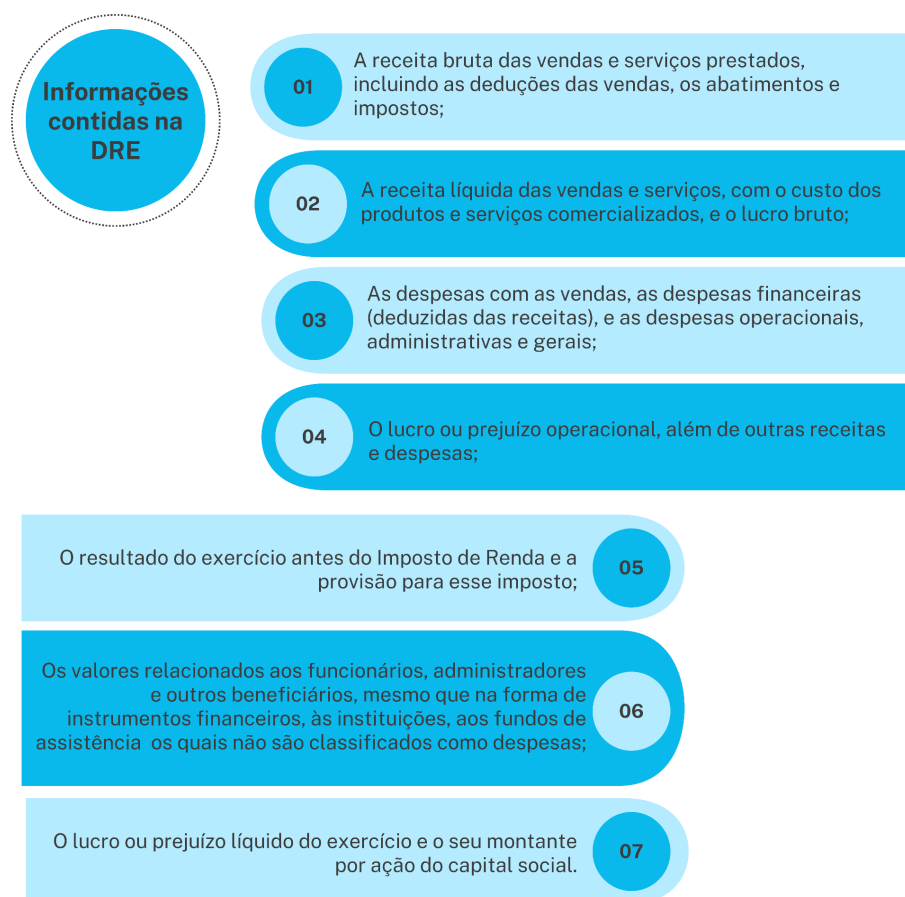 Informações
contidas na
DRE
01
A receita bruta das vendas e serviços prestados,
incluindo as deduções das vendas, os abatimentos e
impostos;
02
A receita líquida das vendas e serviços, com o custo dos
produtos e serviços comercializados, e o lucro bruto;
03
As despesas com as vendas, as despesas financeiras
(deduzidas das receitas), e as despesas operacionais,
administrativas e gerais;
04
O lucro ou prejuízo operacional, além de outras receitas
e despesas;
O resultado do exercício antes do Imposto de Renda e a
provisão para esse imposto;
05
Os valores relacionados aos funcionários, administradores
e outros beneficiários, mesmo que na forma de
instrumentos financeiros, às instituições, aos fundos de
assistência os quais não são classificados como despesas;
06
O lucro ou prejuízo líquido do exercício e o seu montante
por ação do capital social.
07